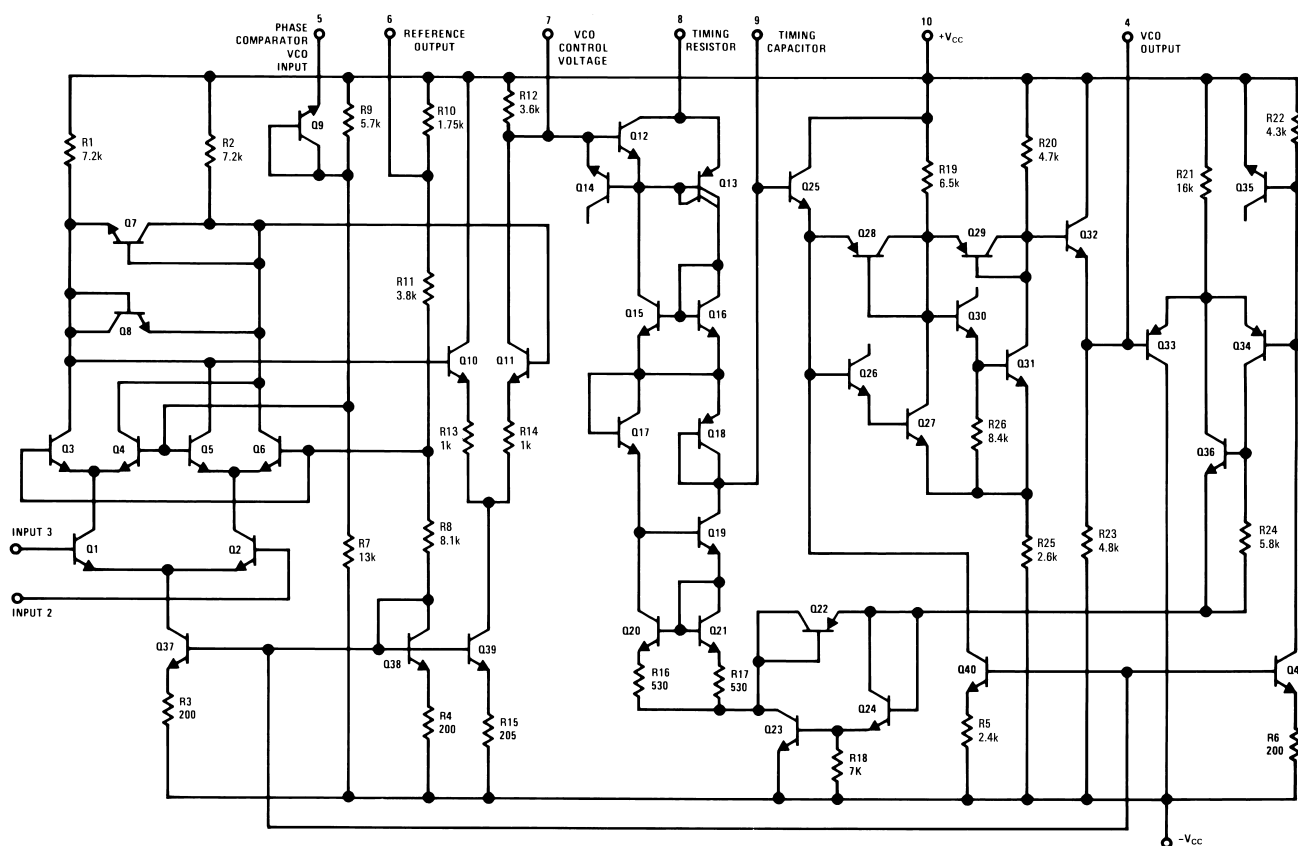 5
6
7
8
9
10
4
PHASE
COMPARATOR
VCO
INPUT
REFERENCE
OUTPUT
VCO
CONTROL
VOLTAGE
TIMING
RESISTOR
TIMING
CAPACITOR
+VCC
VCO
OUTPUT
R1
7.2k
R2
7.2k
Q9
R9
5.7k
R10
1.75k
R12
3.6k
Q12
Q14
Q13
Q25
R19
6.5k
R20
4.7k
R21
16k
R22
4.3k
Q35
Q7
Q8
R11
3.8k
Q28
Q29
Q32
Q15
Q16
Q30
Q33
Q34
Q10
Q11
Q26
Q31
Q3
Q4
Q5
Q6
R13
1k
R14
1k
Q17
Q18
Q27
R26
8.4k
Q36
INPUT 3
Q1
Q2
R7
13k
R8
8.1k
Q19
R25
2.6k
R23
4.8k
R24
5.8k
INPUT 2
Q37
Q38
Q39
Q20
Q21
Q22
Q40
Q4
R3
200
R4
200
R15
205
R16
530
R17
530
Q23
Q24
R18
7K
R5
2.4k
R6
200
-VCC